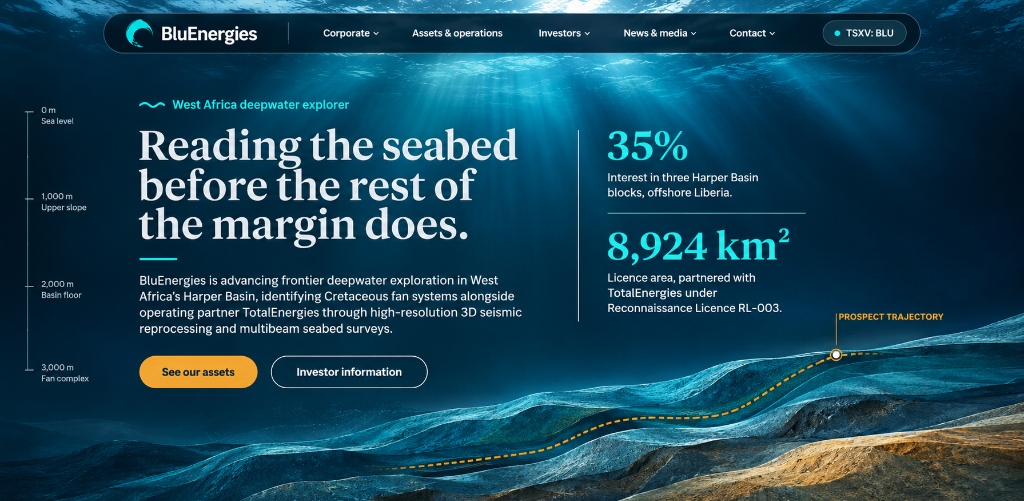 BluEnergies
Corporate
Assets & operations
Investors
News & media
Contact
TSXV: BLU
0 m
Sea level
1,000 m
Upper slope
2,000 m
Basin floor
3,000 m
Fan complex
West Africa deepwater explorer
Reading the seabed
before the rest of
the margin does.
BluEnergies is advancing frontier deepwater exploration in West
Africa's Harper Basin, identifying Cretaceous fan systems alongside
operating partner TotalEnergies through high-resolution 3D seismic
reprocessing and multibeam seabed surveys.
See our assets
Investor information
35%
Interest in three Harper Basin
blocks, offshore Liberia.
8,924 km²
Licence area, partnered with
TotalEnergies under
Reconnaissance Licence RL-003.
PROSPECT TRAJECTORY